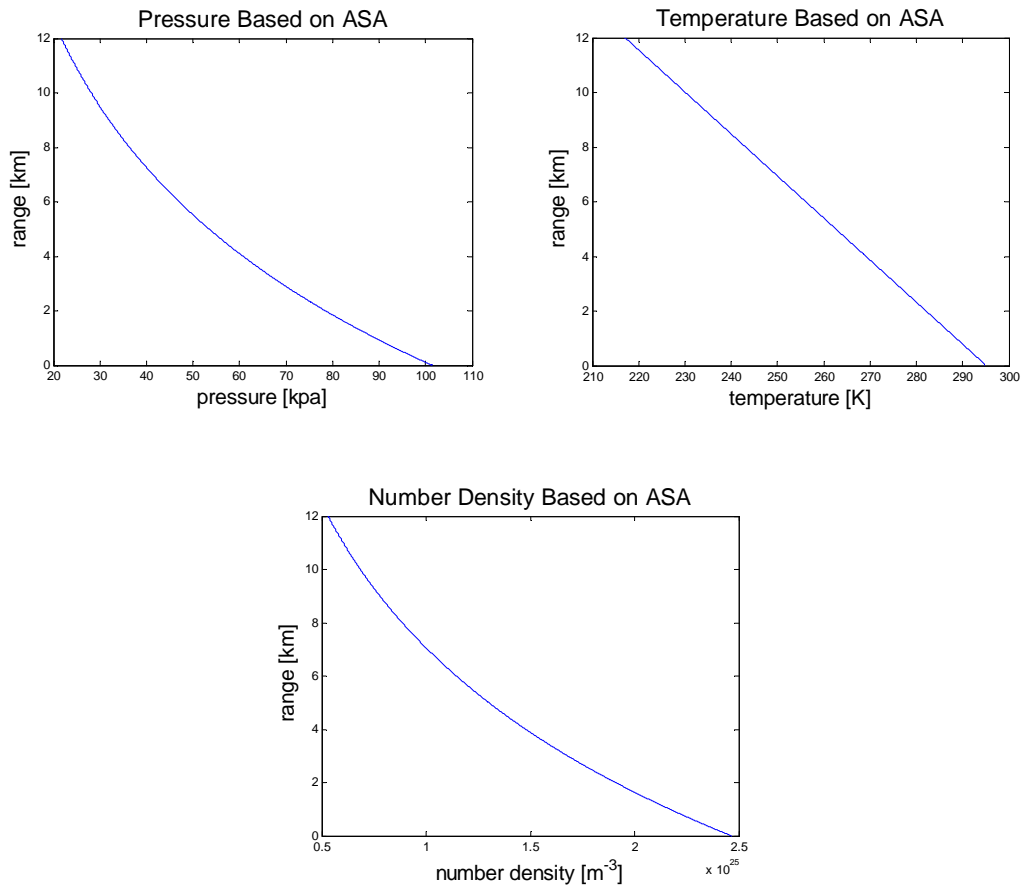 Pressure Based on ASA
12
10
8
6
4
2
0
range [km]
20 30 40 50 60 70 80 90 100 110
pressure [kpa]
Temperature Based on ASA
12
10
8
6
4
2
0
range [km]
210 220 230 240 250 260 270 280 290 300
temperature [K]
Number Density Based on ASA
12
10
8
6
4
2
0
range [km]
0.5 1 1.5 2 2.5
number density [m-3]
x 10^25